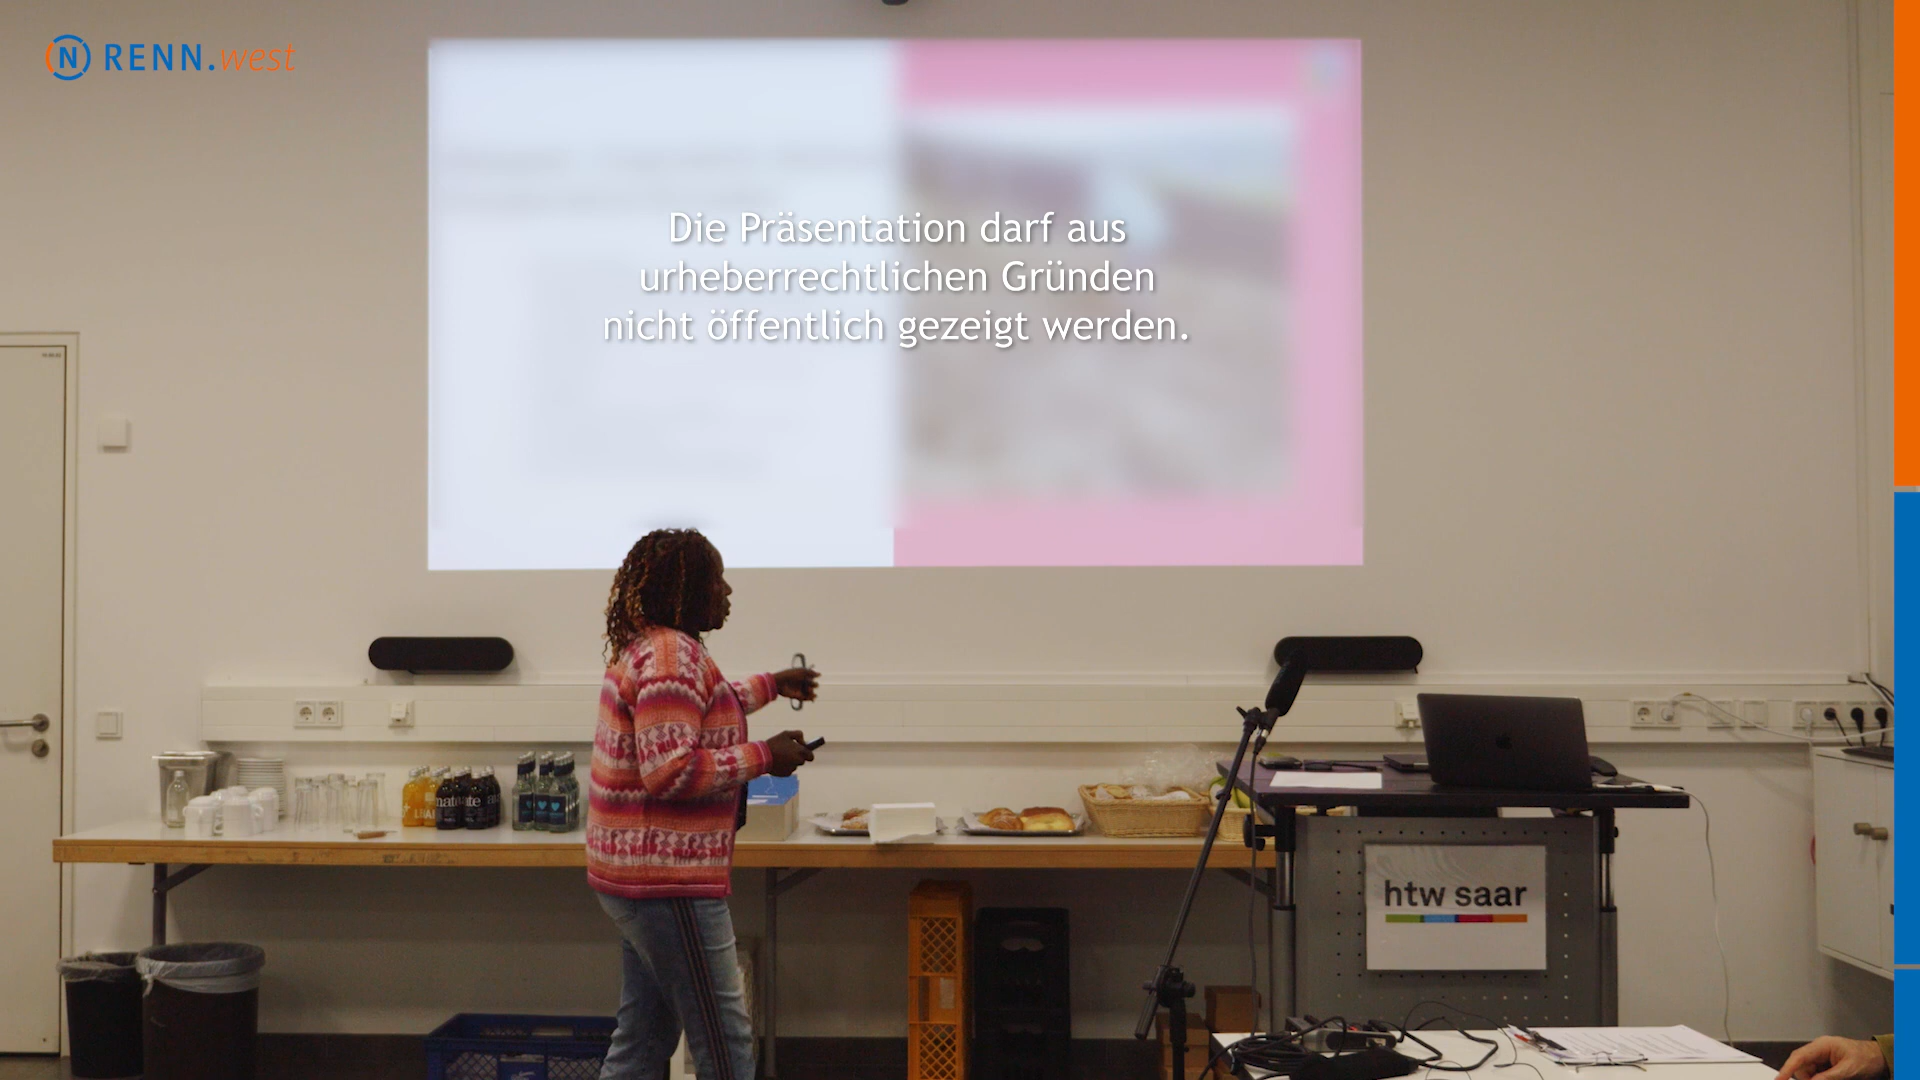 RENN.west
Die Präsentation darf aus
urheberrechtlichen Gründen
nicht öffentlich gezeigt werden.
htw saar